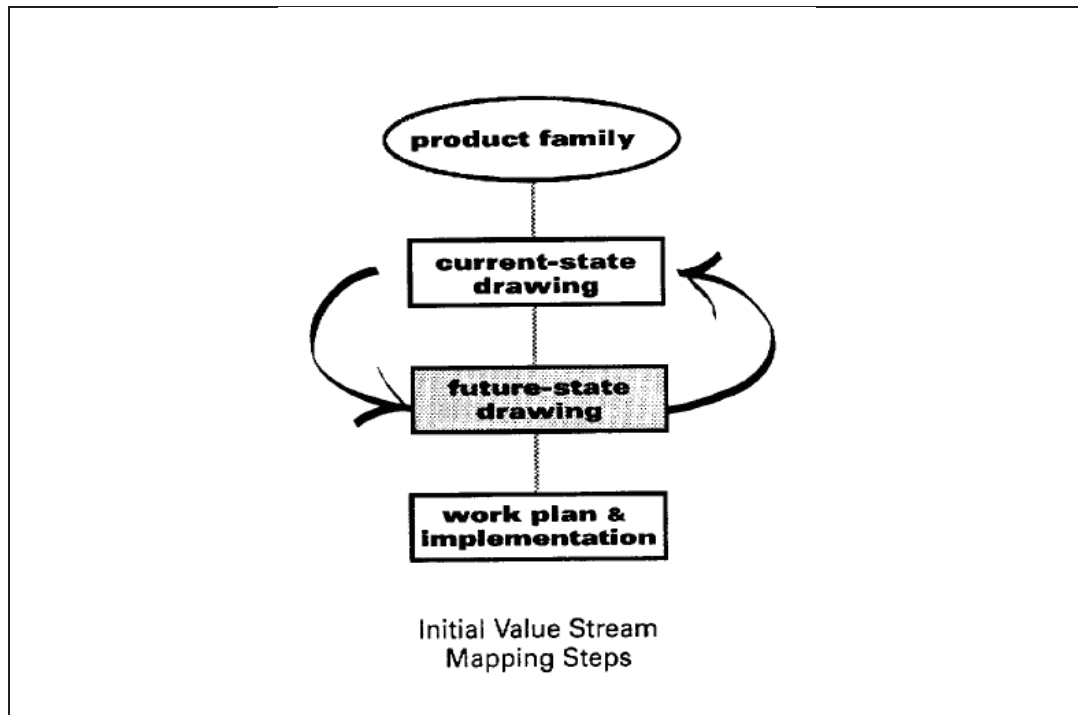 product family
current-state
drawing
future-state
drawing
work plan &
implementation
Initial Value Stream
Mapping Steps